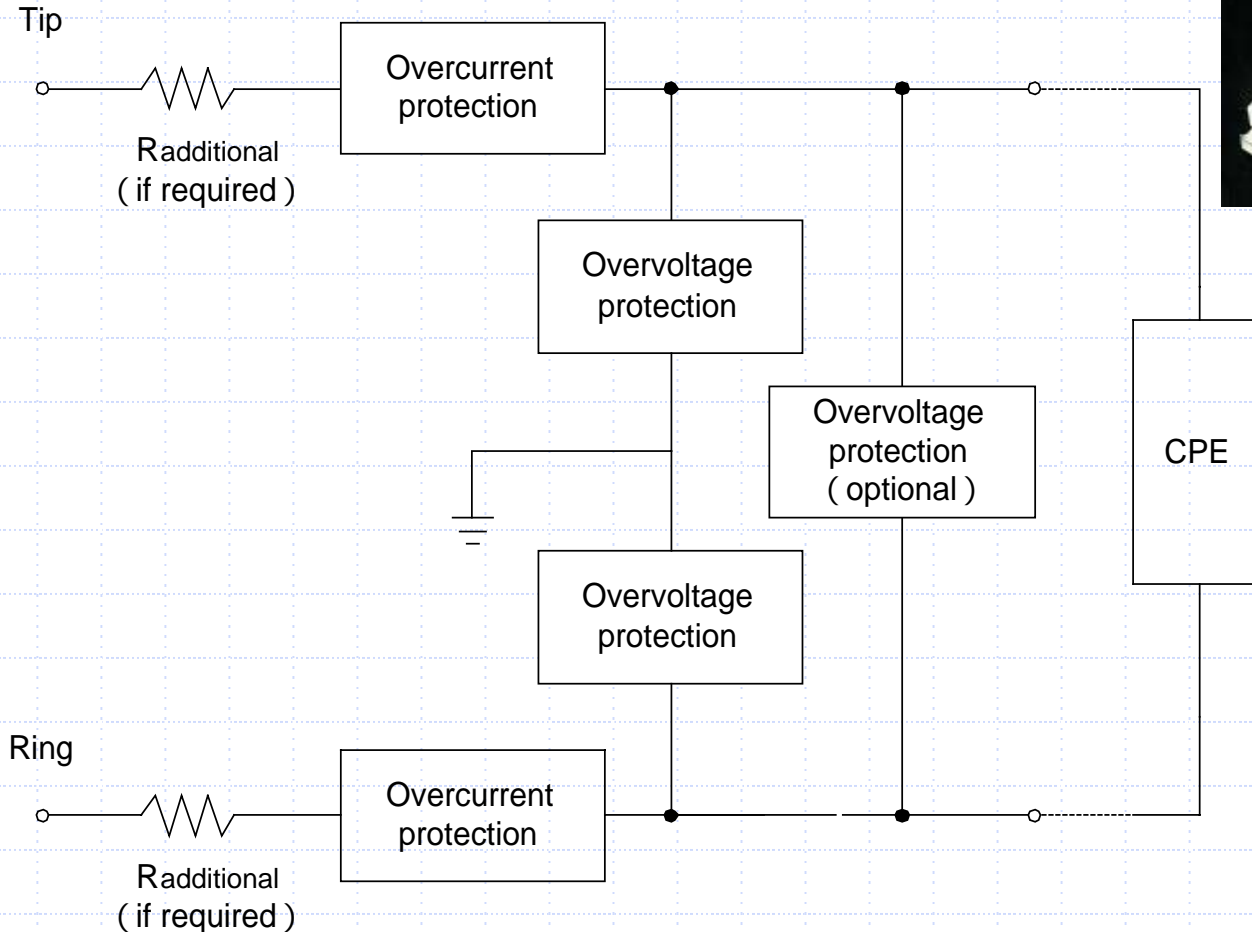 Tip
Overcurrent
protection
Radditional
( if required )
Overvoltage
protection
Overvoltage
protection
( optional )
CPE
Overvoltage
protection
Ring
Overcurrent
protection
Radditional
( if required )